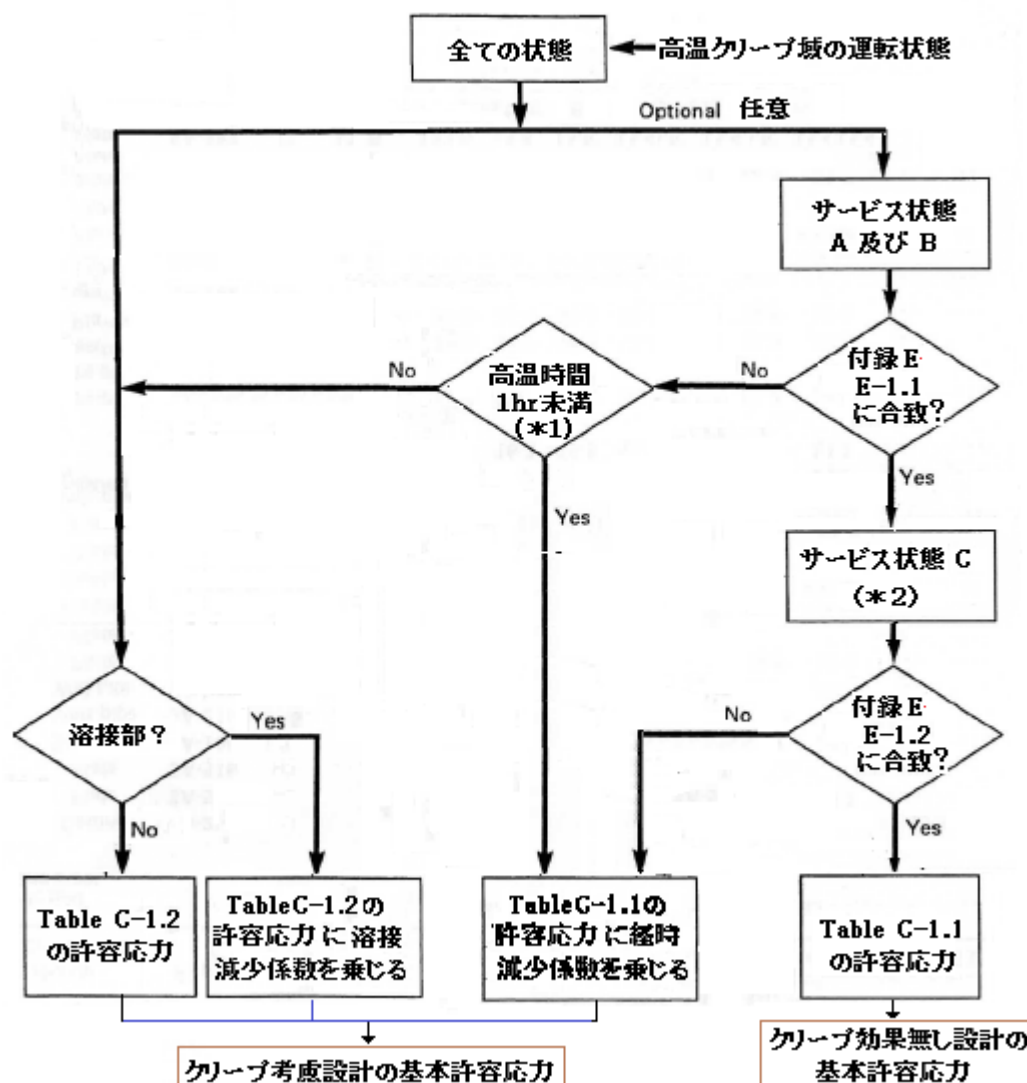 全ての状態
高温クリープ域の運転状態
Optional 任意
サービス状態
A 及び B
付録 E
E-1.1
に合致?
No
高温時間
1hr未満
(*1)
No
Yes
Yes
サービス状態 C
(*2)
付録 E
E-1.2
に合致?
No
Yes
溶接部?
Yes
No
Table C-1.2
の許容応力
TableC-1.2の
許容応力に溶接
減少係数を乗じる
TableC-1.1の
許容応力に経時
減少係数を乗じる
Table C-1.1
の許容応力
クリープ考慮設計の基本許容応力
クリープ効果無し設計の
基本許容応力